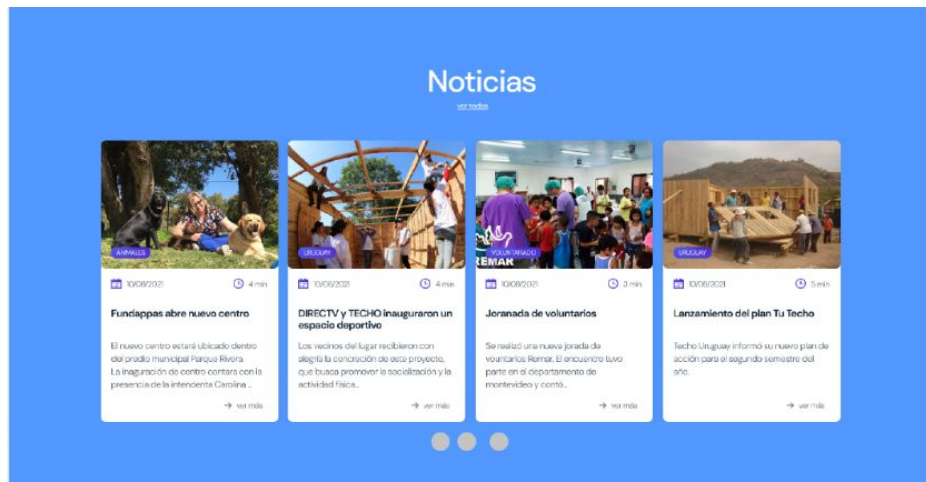 Noticias
ver todas
ANIMALES
10/08/2021
4 min
Fundappas abre nuevo centro
El nuevo centro estará ubicado dentro
del predio municipal Parque Rivera.
La inaguración de centro contara con la
presencia de la intendenta Carolina ...
→ ver más
URUGUAY
10/08/2021
4 min
DIRECTV y TECHO inauguraron un
espacio deportivo
Los vecinos del lugar recibieron con
alegría la concreción de este proyecto,
que busca promover la socialización y la
actividad física...
→ ver más
REMAR
VOLUNTARIADO
10/08/2021
3 min
Joranada de voluntarios
Se realizó una nueva jorada de
vountarios Remar. El encuentro tuvo
parte en el departamento de
montevideo y contó...
→ ver más
URUGUAY
10/08/2021
5 min
Lanzamiento del plan Tu Techo
Techo Uruguay informó su nuevo plan de
acción para el segundo semestre del
año.
→ ver más